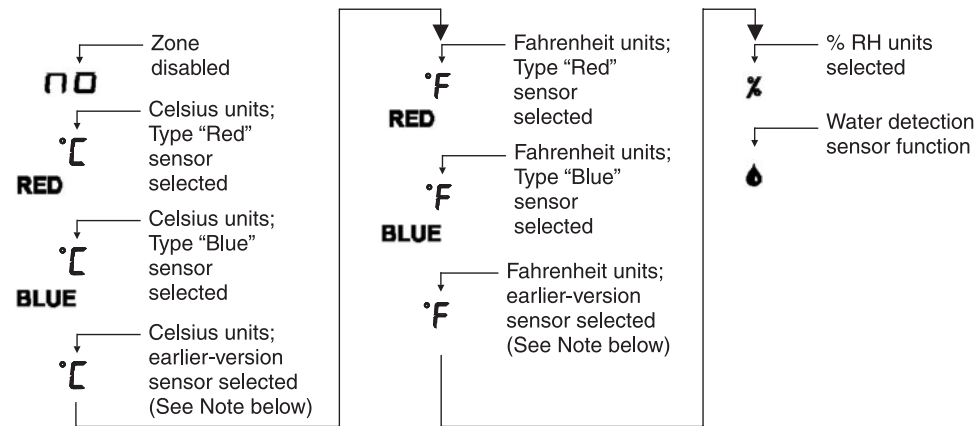 no
Zone
disabled
°C
RED
Celsius units;
Type “Red”
sensor
selected
°C
BLUE
Celsius units;
Type “Blue”
sensor
selected
°C
Celsius units;
earlier-version
sensor selected
(See Note below)
°F
RED
Fahrenheit units;
Type “Red”
sensor
selected
°F
BLUE
Fahrenheit units;
Type “Blue”
sensor
selected
°F
Fahrenheit units;
earlier-version
sensor selected
(See Note below)
%
% RH units
selected
Water detection
sensor function